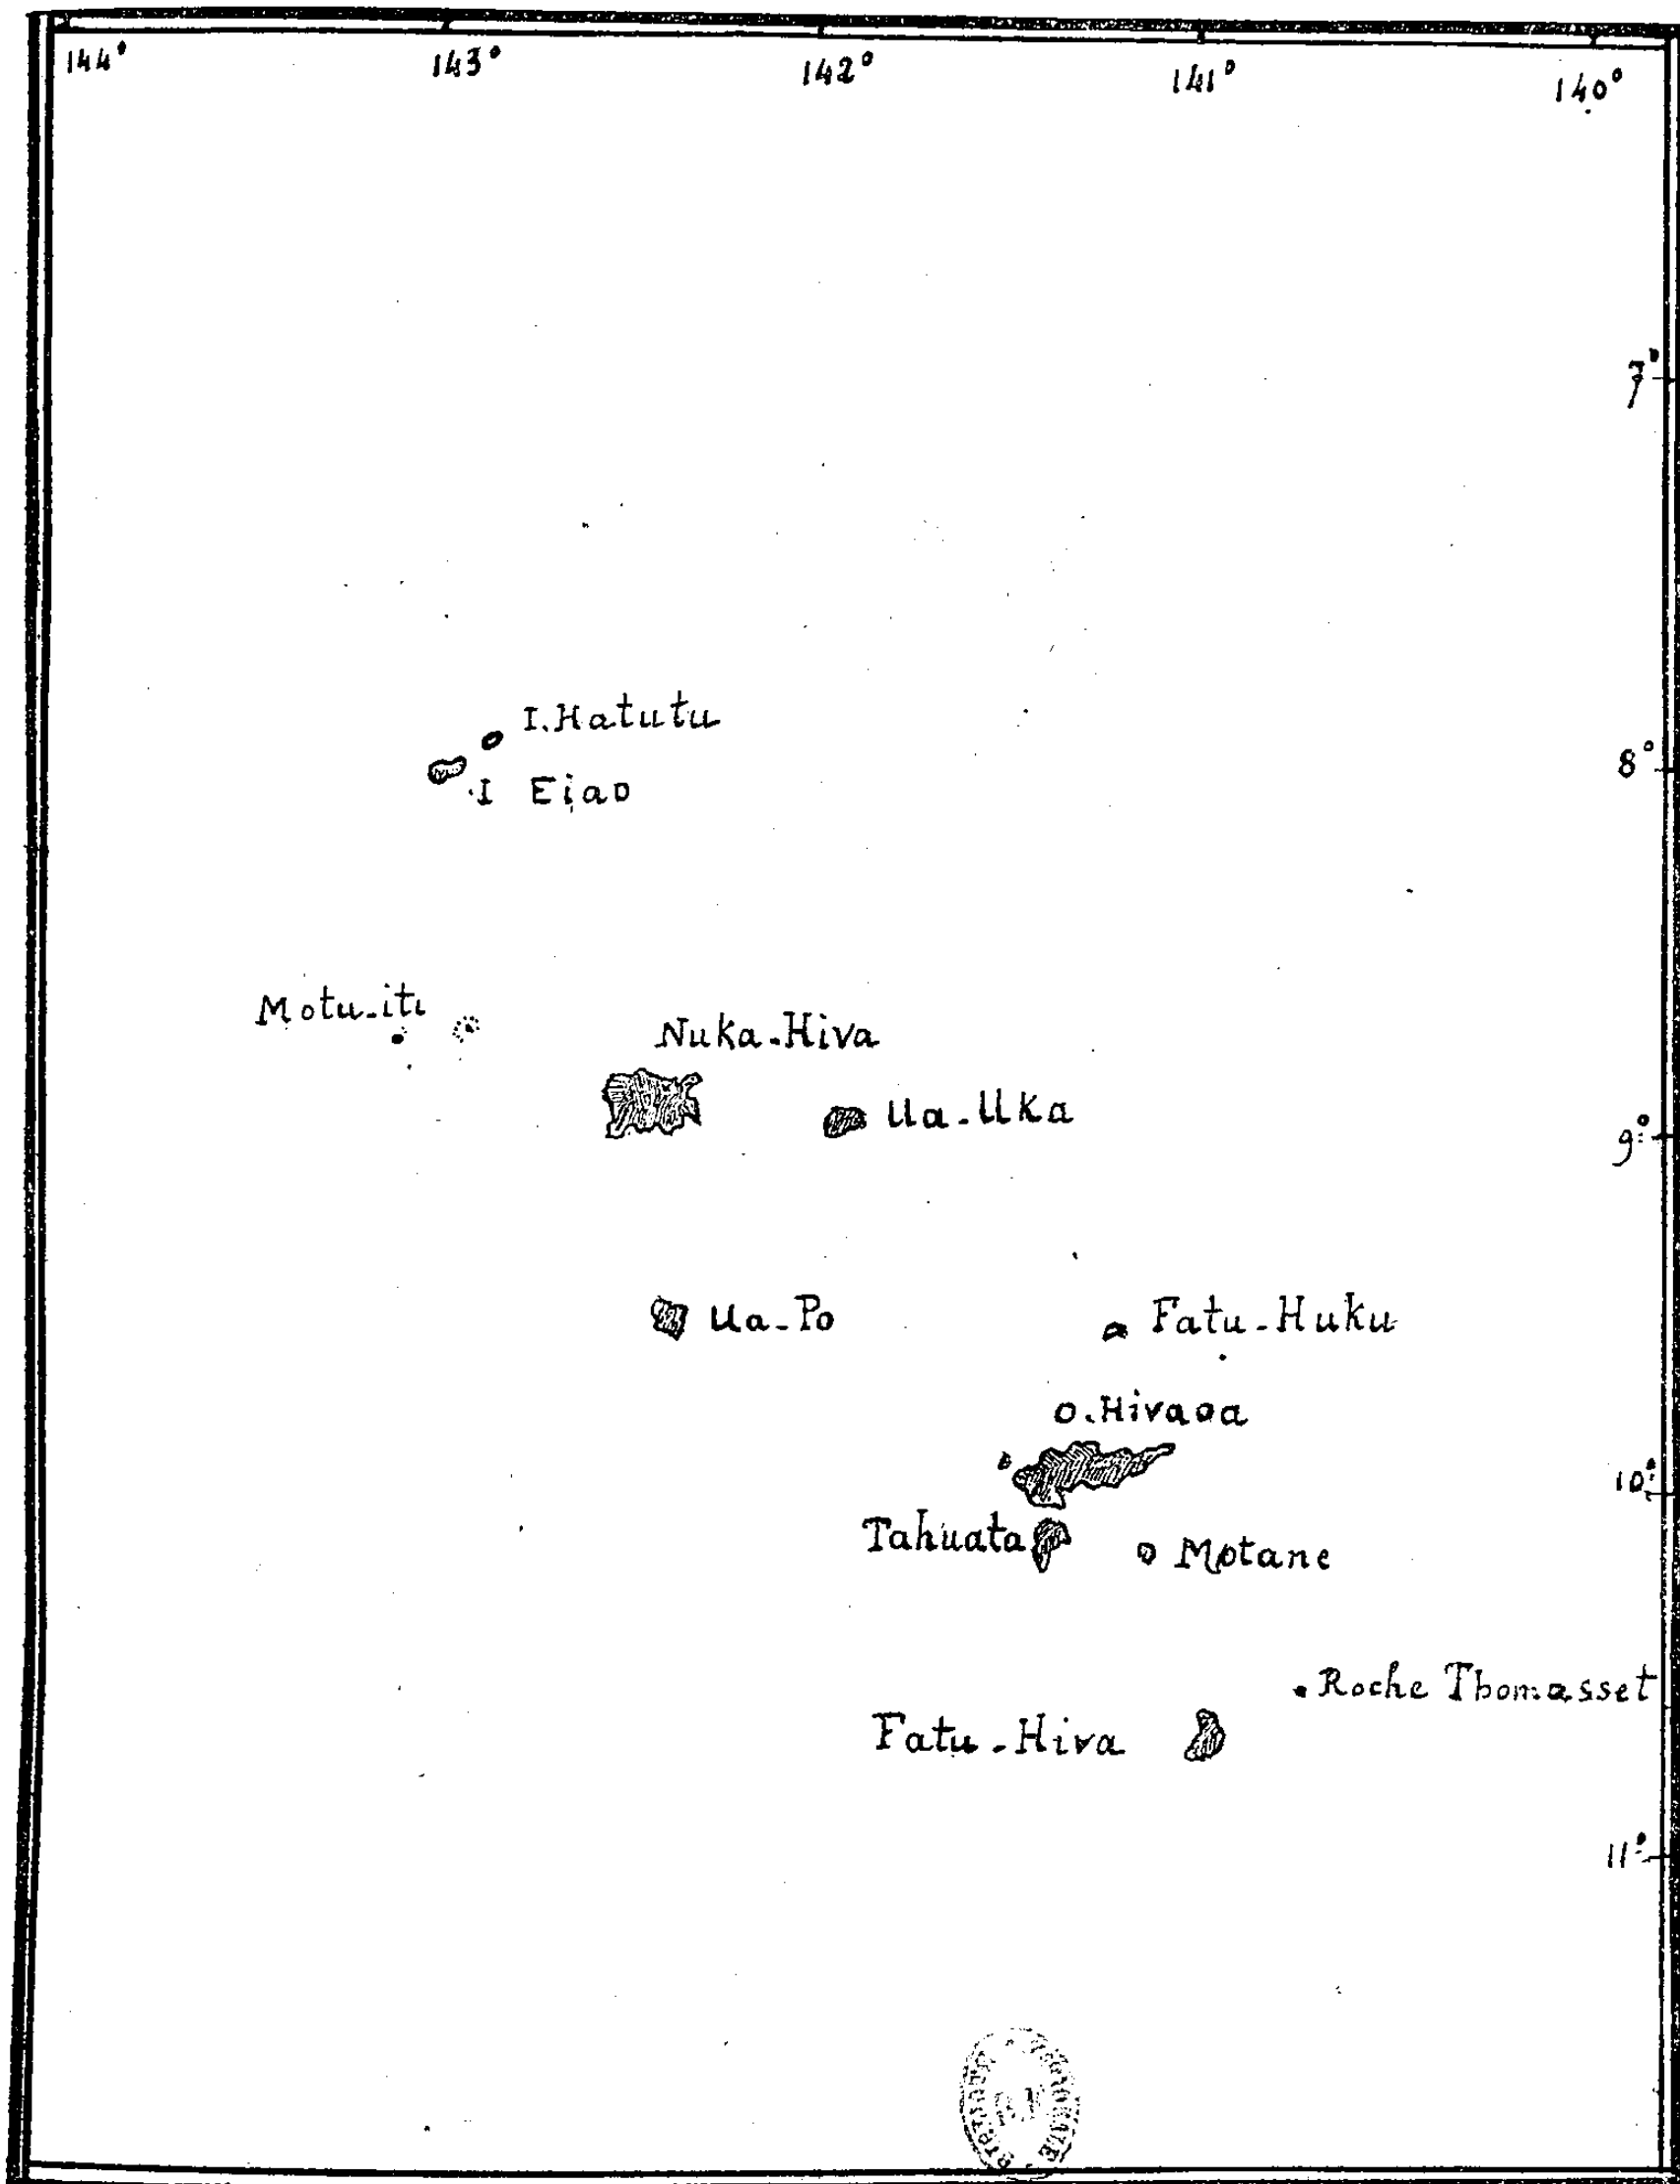 144° 143° 142° 141° 140°
7°
I. Hatutu
8°
I Eiao
Motu-iti
Nuka-Hiva
Ua-Uka
9°
Ua-Po
Fatu-Huku
O. Hivaoa
10°
Tahuata
Motane
Roche Thomasset
Fatu-Hiva
11°